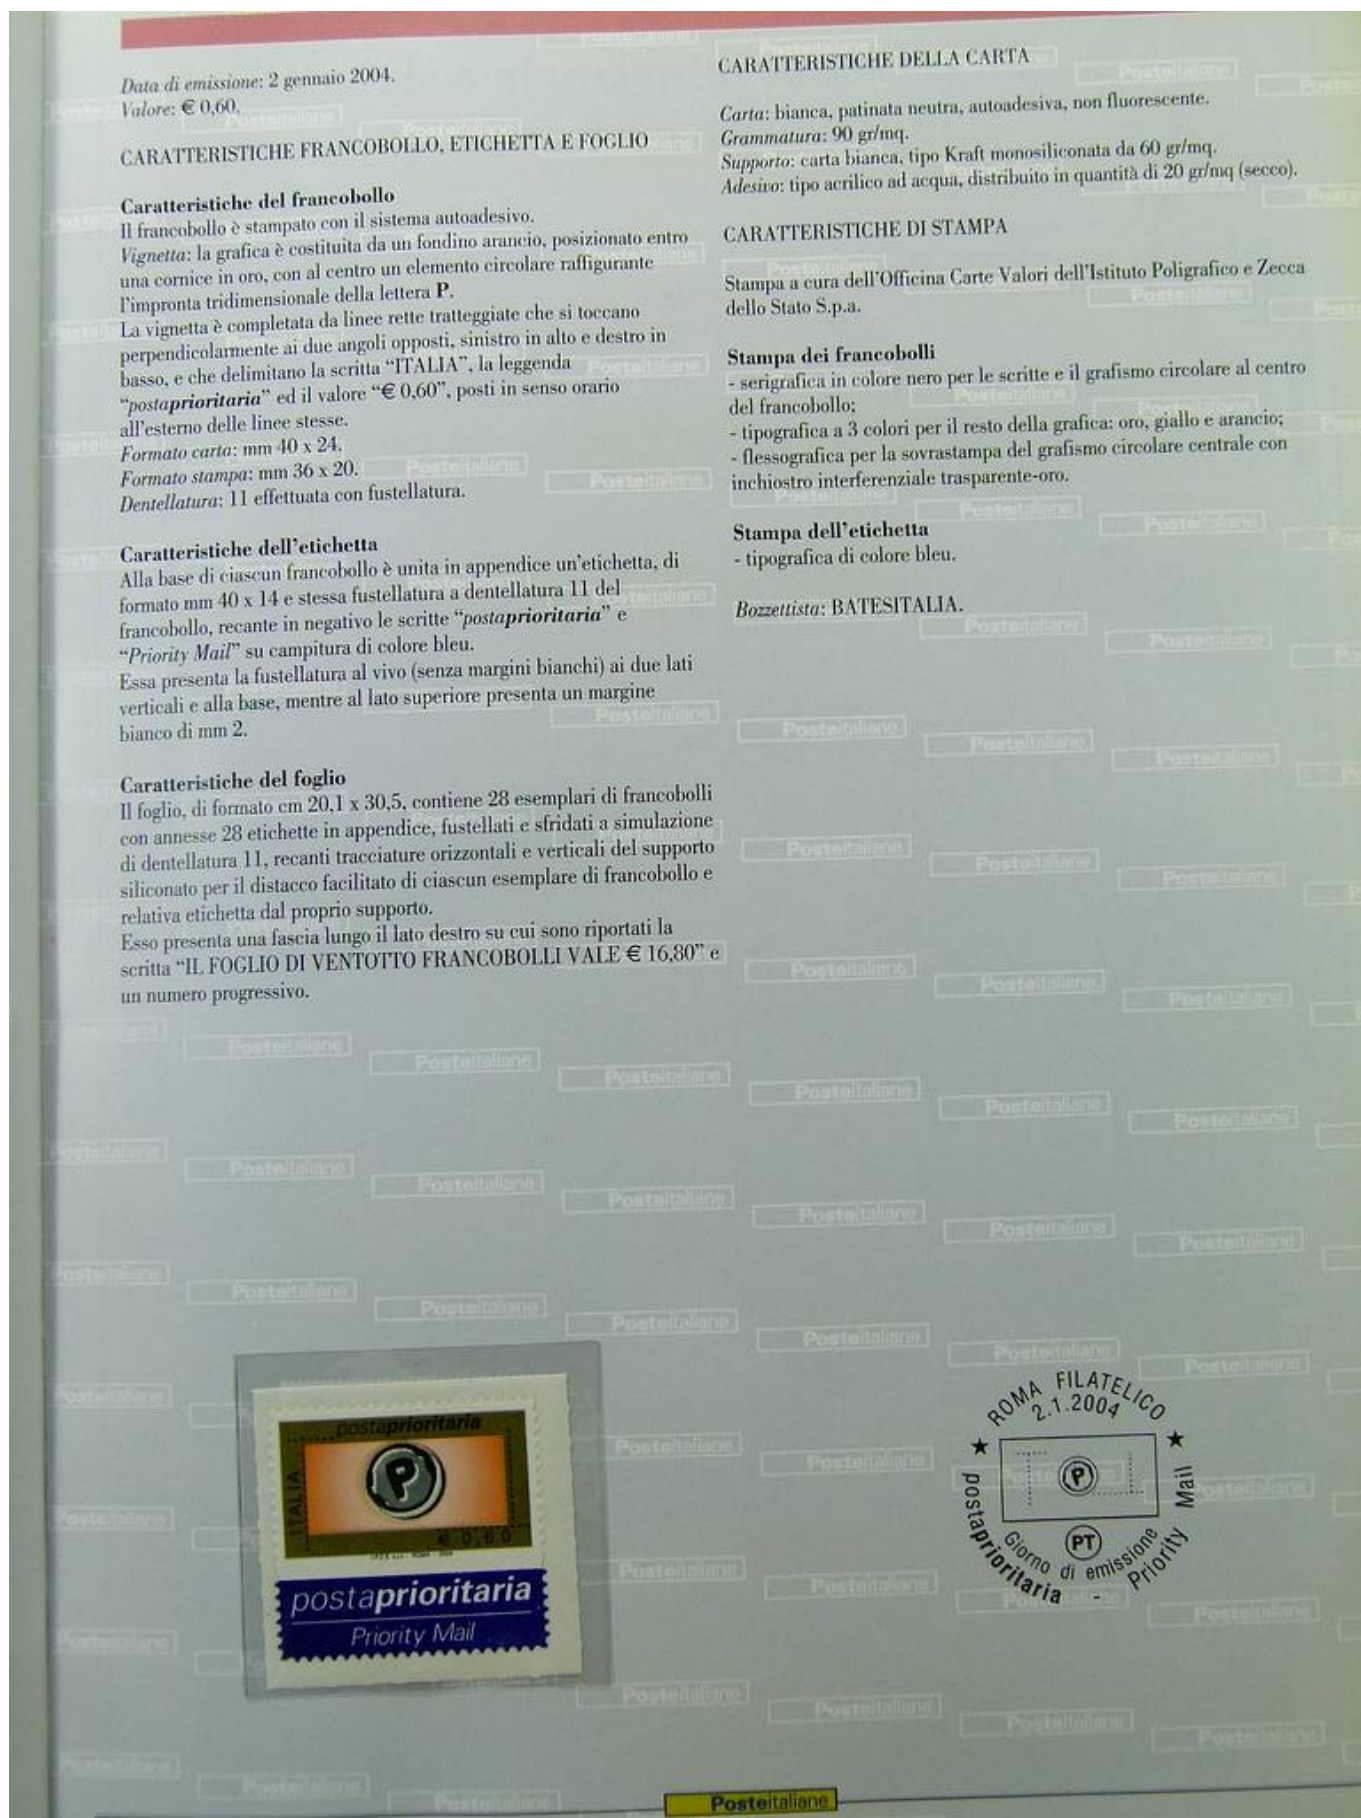 Data di emissione: 2 gennaio 2004.
Valore: € 0,60.
CARATTERISTICHE FRANCOBOLLO, ETICHETTA E FOGLIO
Caratteristiche del francobollo
Il francobollo è stampato con il sistema autoadesivo.
Vignetta: la grafica è costituita da un fondino arancio, posizionato entro
una cornice in oro, con al centro un elemento circolare raffigurante
l'impronta tridimensionale della lettera P.
La vignetta è completata da linee rette tratteggiate che si toccano
perpendicolarmente ai due angoli opposti, sinistro in alto e destro in
basso, e che delimitano la scritta “ITALIA”, la leggenda
“postaprioritaria” ed il valore “€ 0,60”, posti in senso orario
all'esterno delle linee stesse.
Formato carta: mm 40 x 24.
Formato stampa: mm 36 x 20.
Dentellatura: 11 effettuata con fustellatura.
Caratteristiche dell'etichetta
Alla base di ciascun francobollo è unita in appendice un'etichetta, di
formato mm 40 x 14 e stessa fustellatura a dentellatura 11 del
francobollo, recante in negativo le scritte “postaprioritaria” e
“Priority Mail” su campitura di colore bleu.
Essa presenta la fustellatura al vivo (senza margini bianchi) ai due lati
verticali e alla base, mentre al lato superiore presenta un margine
bianco di mm 2.
Caratteristiche del foglio
Il foglio, di formato cm 20,1 x 30,5, contiene 28 esemplari di francobolli
con annesse 28 etichette in appendice, fustellati e sfridati a simulazione
di dentellatura 11, recanti tracciature orizzontali e verticali del supporto
siliconato per il distacco facilitato di ciascun esemplare di francobollo e
relativa etichetta dal proprio supporto.
Esso presenta una fascia lungo il lato destro su cui sono riportati la
scritta “IL FOGLIO DI VENTOTTO FRANCOBOLLI VALE € 16,80” e
un numero progressivo.
CARATTERISTICHE DELLA CARTA
Carta: bianca, patinata neutra, autoadesiva, non fluorescente.
Grammatura: 90 gr/mq.
Supporto: carta bianca, tipo Kraft monosiliconata da 60 gr/mq.
Adesivo: tipo acrilico ad acqua, distribuito in quantità di 20 gr/mq (secco).
CARATTERISTICHE DI STAMPA
Stampa a cura dell'Officina Carte Valori dell'Istituto Poligrafico e Zecca
dello Stato S.p.a.
Stampa dei francobolli
- serigrafica in colore nero per le scritte e il grafismo circolare al centro
del francobollo;
- tipografica a 3 colori per il resto della grafica: oro, giallo e arancio;
- flessografica per la sovrastampa del grafismo circolare centrale con
inchiostro interferenziale trasparente-oro.
Stampa dell'etichetta
- tipografica di colore bleu.
Bozzettista: BATESITALIA.
postaprioritaria
ITALIA
P
€ 0,60
postaprioritaria
Priority Mail
ROMA FILATELICO
2.1.2004
P
PT
Giorno di emissione
postaprioritaria - Priority Mail
Posteitaliane